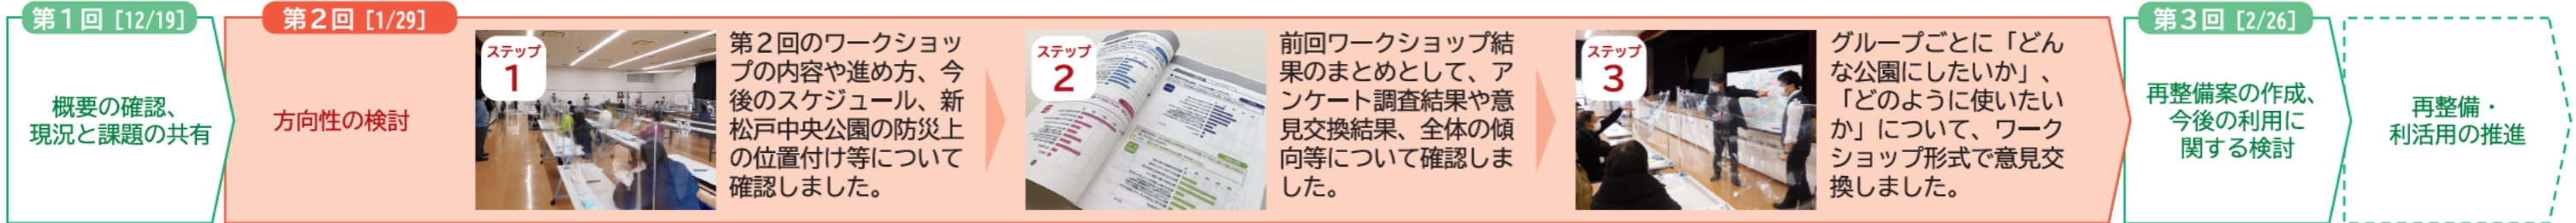 第1回 [12/19]
概要の確認、
現況と課題の共有
第2回 [1/29]
方向性の検討
ステップ
1
第2回のワークショッ
プの内容や進め方、今
後のスケジュール、新
松戸中央公園の防災上
の位置付け等について
確認しました。
ステップ
2
前回ワークショップ結
果のまとめとして、ア
ンケート調査結果や意
見交換結果、全体の傾
向等について確認しま
した。
ステップ
3
グループごとに「どん
な公園にしたいか」、
「どのように使いたい
か」について、ワーク
ショップ形式で意見交
換しました。
第3回 [2/26]
再整備案の作成、
今後の利用に
関する検討
再整備・
利活用の推進